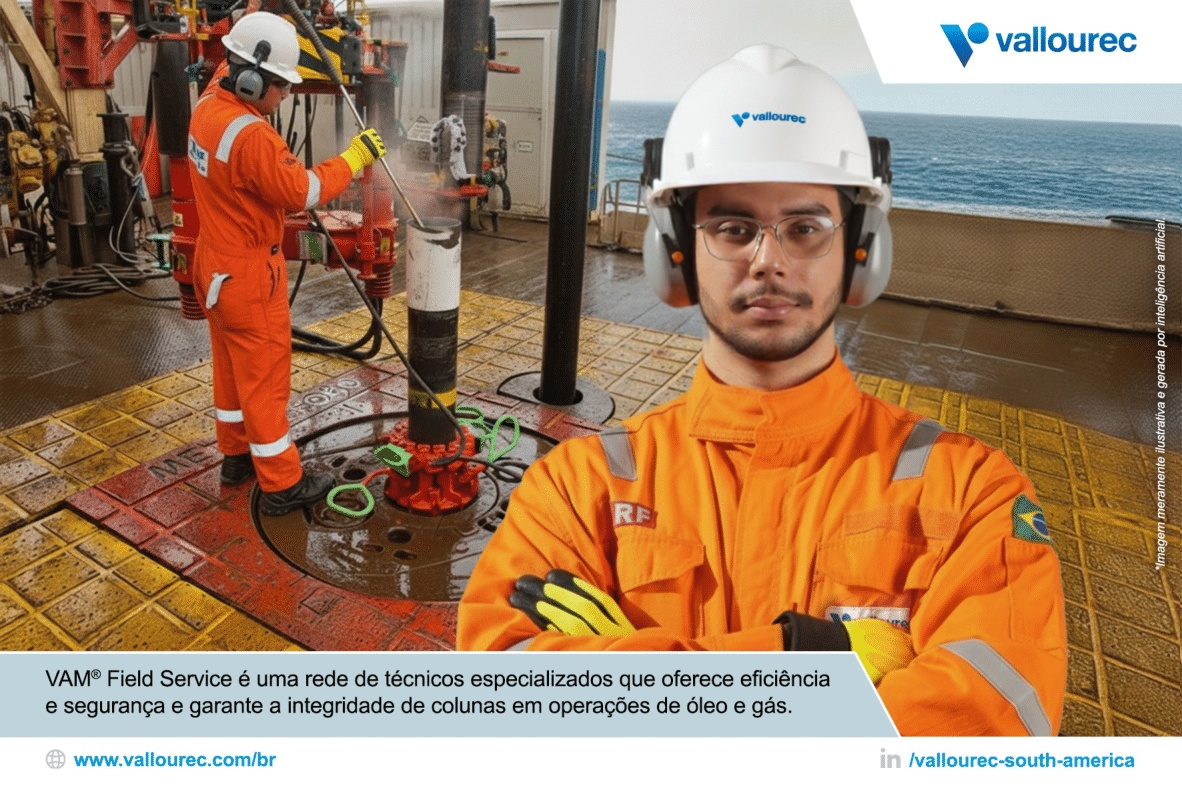 vallourec
vallourec
RF
*Imagem meramente ilustrativa e gerada por inteligência artificial.
VAM® Field Service é uma rede de técnicos especializados que oferece eficiência
e segurança e garante a integridade de colunas em operações de óleo e gás.
www.vallourec.com/br
in /vallourec-south-america